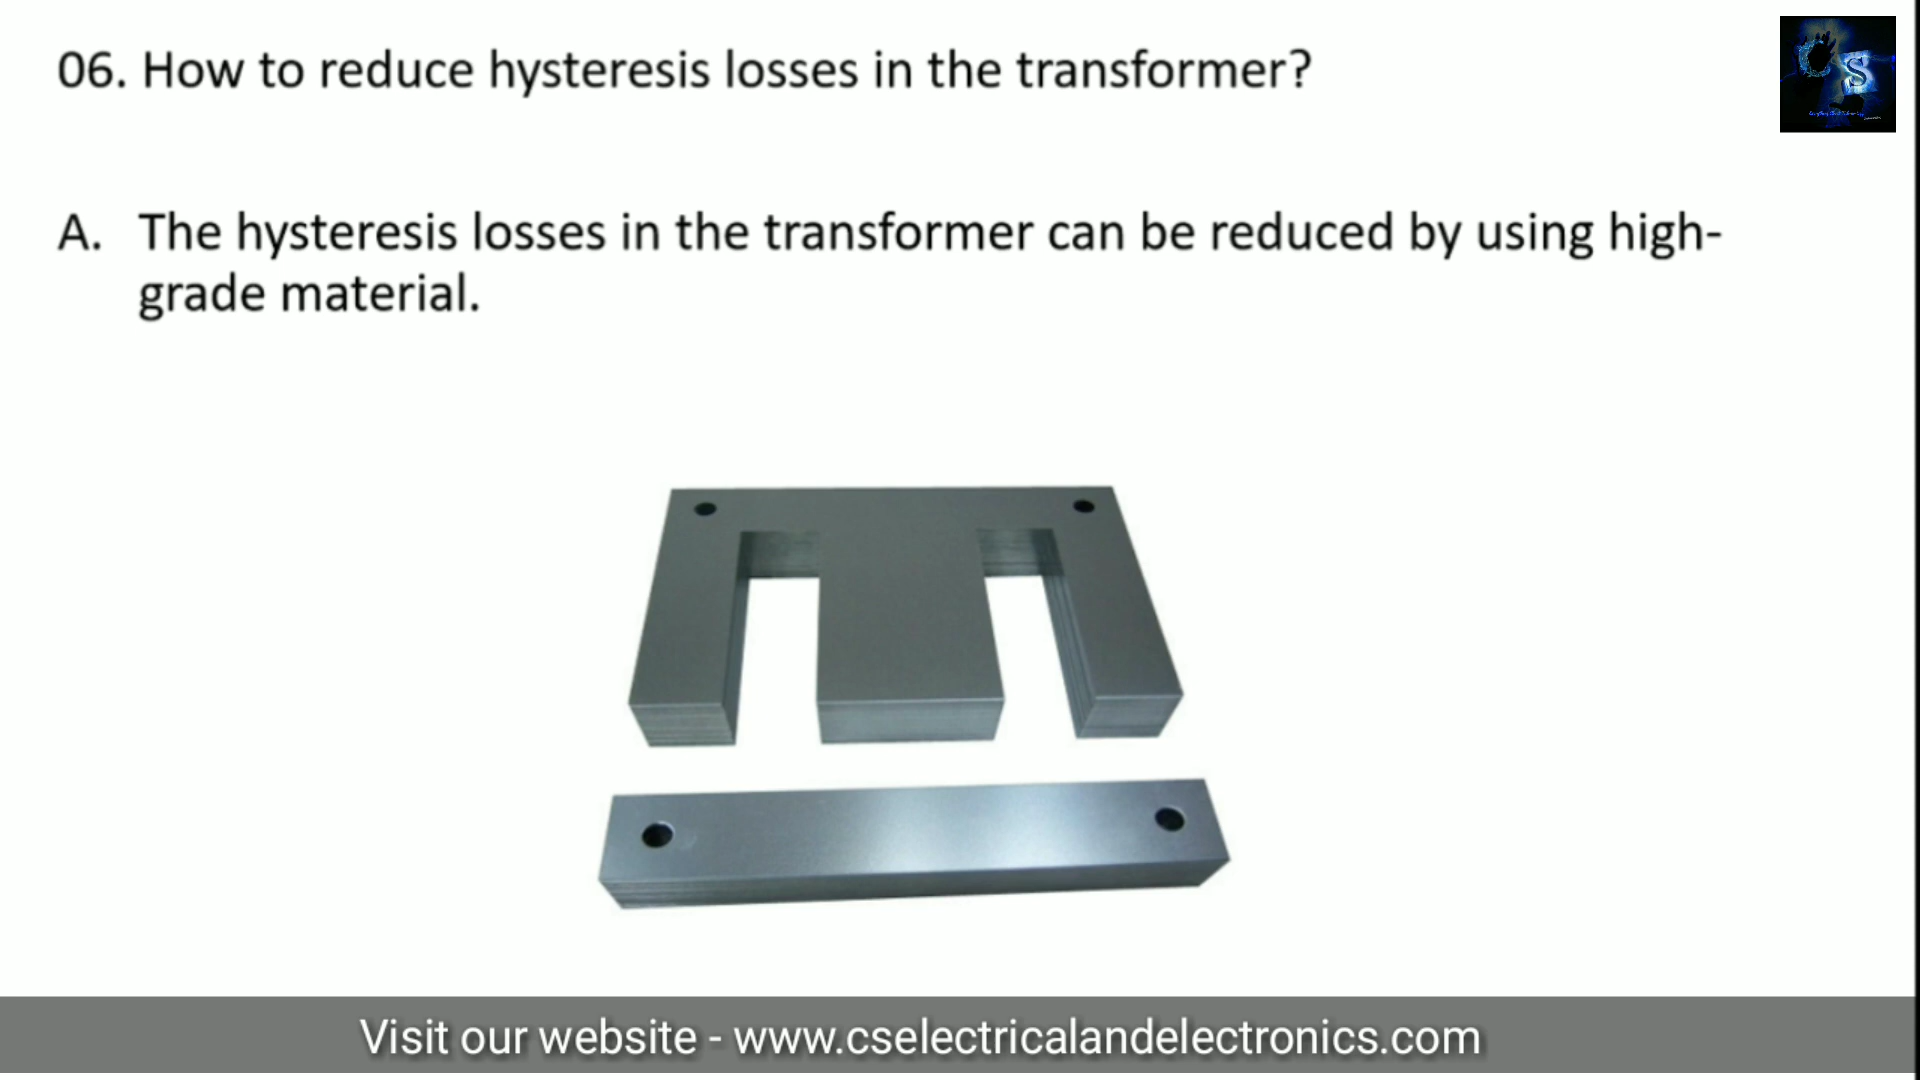 06. How to reduce hysteresis losses in the transformer?
A. The hysteresis losses in the transformer can be reduced by using high-
grade material.
CS
Visit our website - www.cselectricalandelectronics.com